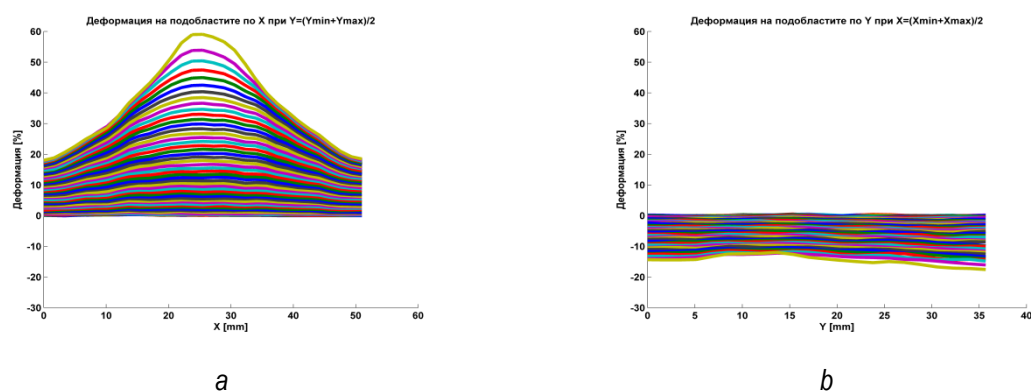 Деформация на подобластите по X при Y=(Ymin+Ymax)/2
Деформация [%]
60
50
40
30
20
10
0
-10
-20
-30
0 10 20 30 40 50 60
X [mm]
a
Деформация на подобластите по Y при X=(Xmin+Xmax)/2
Деформация [%]
60
50
40
30
20
10
0
-10
-20
-30
0 5 10 15 20 25 30 35 40
Y [mm]
b